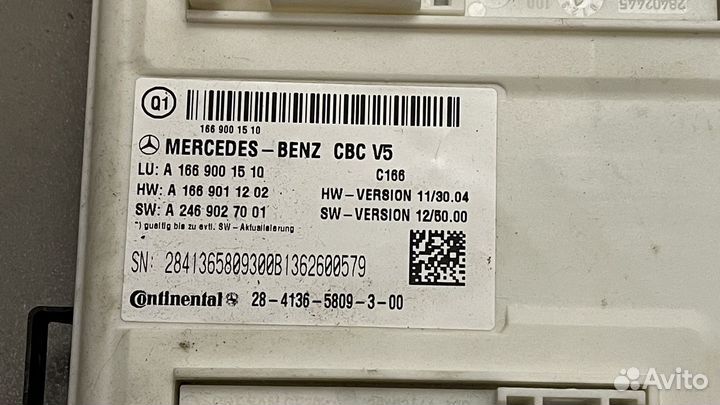 100
28402445
Q1
166 900 15 10
MERCEDES-BENZ CBC V5
LU: A 166 900 15 10 C166
HW: A 166 901 12 02 HW-VERSION 11/30.04
SW: A 246 902 70 01 SW-VERSION 12/50.00
*) gueltig bis zu evtl. SW-Aktualisierung
SN: 2841365809300B1362600579
Continental 28-4136-5809-3-00
Avito